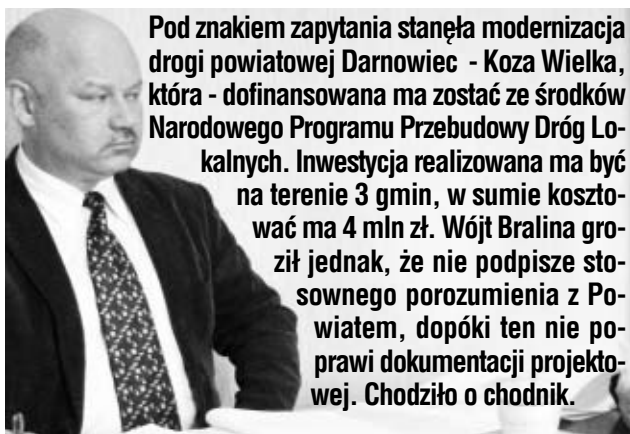 Pod znakiem zapytania stanęła modernizacja
drogi powiatowej Darnowiec - Koza Wielka,
która - dofinansowana ma zostać ze środków
Narodowego Programu Przebudowy Dróg Lo-
kalnych. Inwestycja realizowana ma być
na terenie 3 gmin, w sumie koszto-
wać ma 4 mln zł. Wójt Bralina gro-
ził jednak, że nie podpisze sto-
sownego porozumienia z Po-
wiatem, dopóki ten nie po-
prawi dokumentacji projekto-
wej. Chodziło o chodnik.